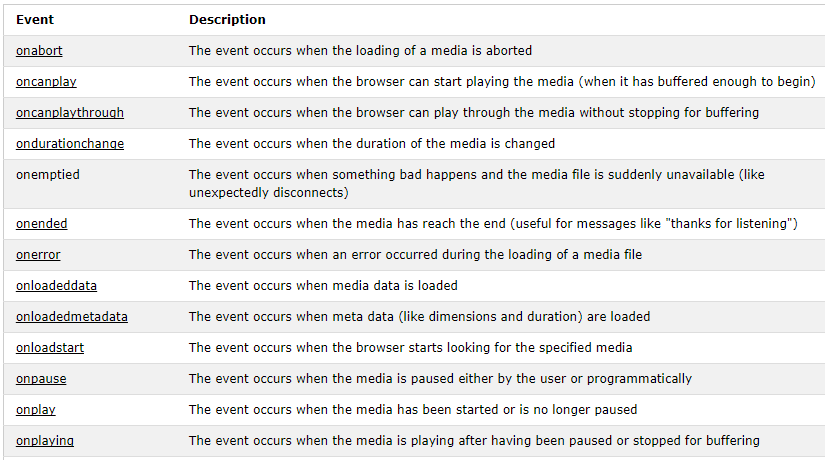 Event Description
onabort The event occurs when the loading of a media is aborted
oncanplay The event occurs when the browser can start playing the media (when it has buffered enough to begin)
oncanplaythrough The event occurs when the browser can play through the media without stopping for buffering
ondurationchange The event occurs when the duration of the media is changed
onemptied The event occurs when something bad happens and the media file is suddenly unavailable (like
unexpectedly disconnects)
onended The event occurs when the media has reach the end (useful for messages like "thanks for listening")
onerror The event occurs when an error occurred during the loading of a media file
onloadeddata The event occurs when media data is loaded
onloadedmetadata The event occurs when meta data (like dimensions and duration) are loaded
onloadstart The event occurs when the browser starts looking for the specified media
onpause The event occurs when the media is paused either by the user or programmatically
onplay The event occurs when the media has been started or is no longer paused
onplaying The event occurs when the media is playing after having been paused or stopped for buffering